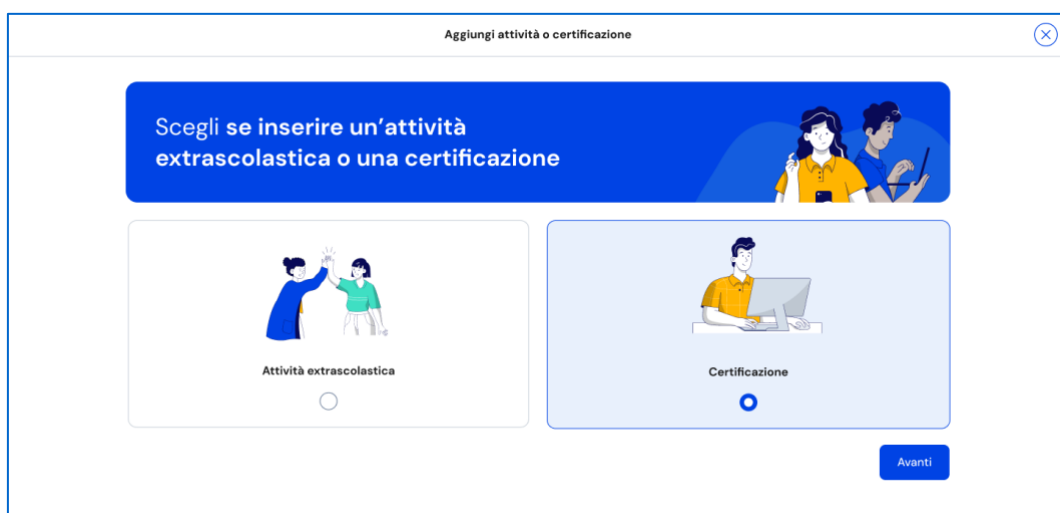 Aggiungi attività o certificazione
Scegli se inserire un’attività
extrascolastica o una certificazione
Attività extrascolastica
Certificazione
Avanti